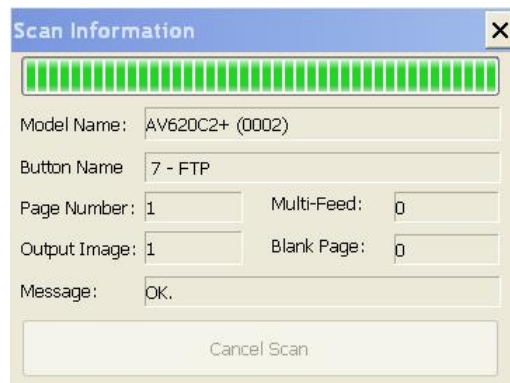 Scan Information
Model Name: AV620C2+ (0002)
Button Name 7 - FTP
Page Number: 1 Multi-Feed: 0
Output Image: 1 Blank Page: 0
Message: OK.
Cancel Scan